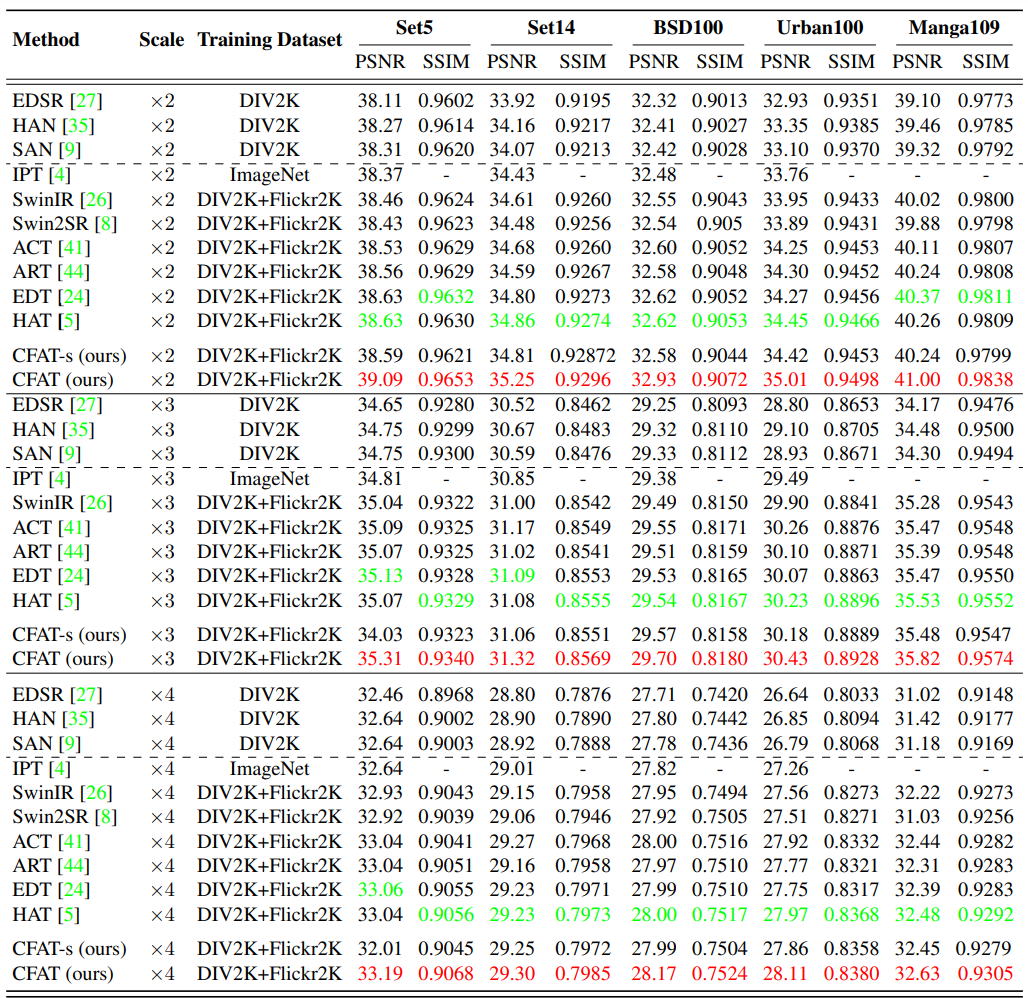 Method Scale Training Dataset Set5 Set14 BSD100 Urban100 Manga109
PSNR SSIM PSNR SSIM PSNR SSIM PSNR SSIM PSNR SSIM
EDSR [27] ×2 DIV2K 38.11 0.9602 33.92 0.9195 32.32 0.9013 32.93 0.9351 39.10 0.9773
HAN [35] ×2 DIV2K 38.27 0.9614 34.16 0.9217 32.41 0.9027 33.35 0.9385 39.46 0.9785
SAN [9] ×2 DIV2K 38.31 0.9620 34.07 0.9213 32.42 0.9028 33.10 0.9370 39.32 0.9792
IPT [4] ×2 ImageNet 38.37 - 34.43 - 32.48 - 33.76 - - -
SwinIR [26] ×2 DIV2K+Flickr2K 38.46 0.9624 34.61 0.9260 32.55 0.9043 33.95 0.9433 40.02 0.9800
Swin2SR [8] ×2 DIV2K+Flickr2K 38.43 0.9623 34.48 0.9256 32.54 0.905 33.89 0.9431 39.88 0.9798
ACT [41] ×2 DIV2K+Flickr2K 38.53 0.9629 34.68 0.9260 32.60 0.9052 34.25 0.9453 40.11 0.9807
ART [44] ×2 DIV2K+Flickr2K 38.56 0.9629 34.59 0.9267 32.58 0.9048 34.30 0.9452 40.24 0.9808
EDT [24] ×2 DIV2K+Flickr2K 38.63 0.9632 34.80 0.9273 32.62 0.9052 34.27 0.9456 40.37 0.9811
HAT [5] ×2 DIV2K+Flickr2K 38.63 0.9630 34.86 0.9274 32.62 0.9053 34.45 0.9466 40.26 0.9809
CFAT-s (ours) ×2 DIV2K+Flickr2K 38.59 0.9621 34.81 0.92872 32.58 0.9044 34.42 0.9453 40.24 0.9799
CFAT (ours) ×2 DIV2K+Flickr2K 39.09 0.9653 35.25 0.9296 32.93 0.9072 35.01 0.9498 41.00 0.9838
EDSR [27] ×3 DIV2K 34.65 0.9280 30.52 0.8462 29.25 0.8093 28.80 0.8653 34.17 0.9476
HAN [35] ×3 DIV2K 34.75 0.9299 30.67 0.8483 29.32 0.8110 29.10 0.8705 34.48 0.9500
SAN [9] ×3 DIV2K 34.75 0.9300 30.59 0.8476 29.33 0.8112 28.93 0.8671 34.30 0.9494
IPT [4] ×3 ImageNet 34.81 - 30.85 - 29.38 - 29.49 - - -
SwinIR [26] ×3 DIV2K+Flickr2K 35.04 0.9322 31.00 0.8542 29.49 0.8150 29.90 0.8841 35.28 0.9543
ACT [41] ×3 DIV2K+Flickr2K 35.09 0.9325 31.17 0.8549 29.55 0.8171 30.26 0.8876 35.47 0.9548
ART [44] ×3 DIV2K+Flickr2K 35.07 0.9325 31.02 0.8541 29.51 0.8159 30.10 0.8871 35.39 0.9548
EDT [24] ×3 DIV2K+Flickr2K 35.13 0.9328 31.09 0.8553 29.53 0.8165 30.07 0.8863 35.47 0.9550
HAT [5] ×3 DIV2K+Flickr2K 35.07 0.9329 31.08 0.8555 29.54 0.8167 30.23 0.8896 35.53 0.9552
CFAT-s (ours) ×3 DIV2K+Flickr2K 34.03 0.9323 31.06 0.8551 29.57 0.8158 30.18 0.8889 35.48 0.9547
CFAT (ours) ×3 DIV2K+Flickr2K 35.31 0.9340 31.32 0.8569 29.70 0.8180 30.43 0.8928 35.82 0.9574
EDSR [27] ×4 DIV2K 32.46 0.8968 28.80 0.7876 27.71 0.7420 26.64 0.8033 31.02 0.9148
HAN [35] ×4 DIV2K 32.64 0.9002 28.90 0.7890 27.80 0.7442 26.85 0.8094 31.42 0.9177
SAN [9] ×4 DIV2K 32.64 0.9003 28.92 0.7888 27.78 0.7436 26.79 0.8068 31.18 0.9169
IPT [4] ×4 ImageNet 32.64 - 29.01 - 27.82 - 27.26 - - -
SwinIR [26] ×4 DIV2K+Flickr2K 32.93 0.9043 29.15 0.7958 27.95 0.7494 27.56 0.8273 32.22 0.9273
Swin2SR [8] ×4 DIV2K+Flickr2K 32.92 0.9039 29.06 0.7946 27.92 0.7505 27.51 0.8271 31.03 0.9256
ACT [41] ×4 DIV2K+Flickr2K 33.04 0.9041 29.27 0.7968 28.00 0.7516 27.92 0.8332 32.44 0.9282
ART [44] ×4 DIV2K+Flickr2K 33.04 0.9051 29.16 0.7958 27.97 0.7510 27.77 0.8321 32.31 0.9283
EDT [24] ×4 DIV2K+Flickr2K 33.06 0.9055 29.23 0.7971 27.99 0.7510 27.75 0.8317 32.39 0.9283
HAT [5] ×4 DIV2K+Flickr2K 33.04 0.9056 29.23 0.7973 28.00 0.7517 27.97 0.8368 32.48 0.9292
CFAT-s (ours) ×4 DIV2K+Flickr2K 32.01 0.9045 29.25 0.7972 27.99 0.7504 27.86 0.8358 32.45 0.9279
CFAT (ours) ×4 DIV2K+Flickr2K 33.19 0.9068 29.30 0.7985 28.17 0.7524 28.11 0.8380 32.63 0.9305